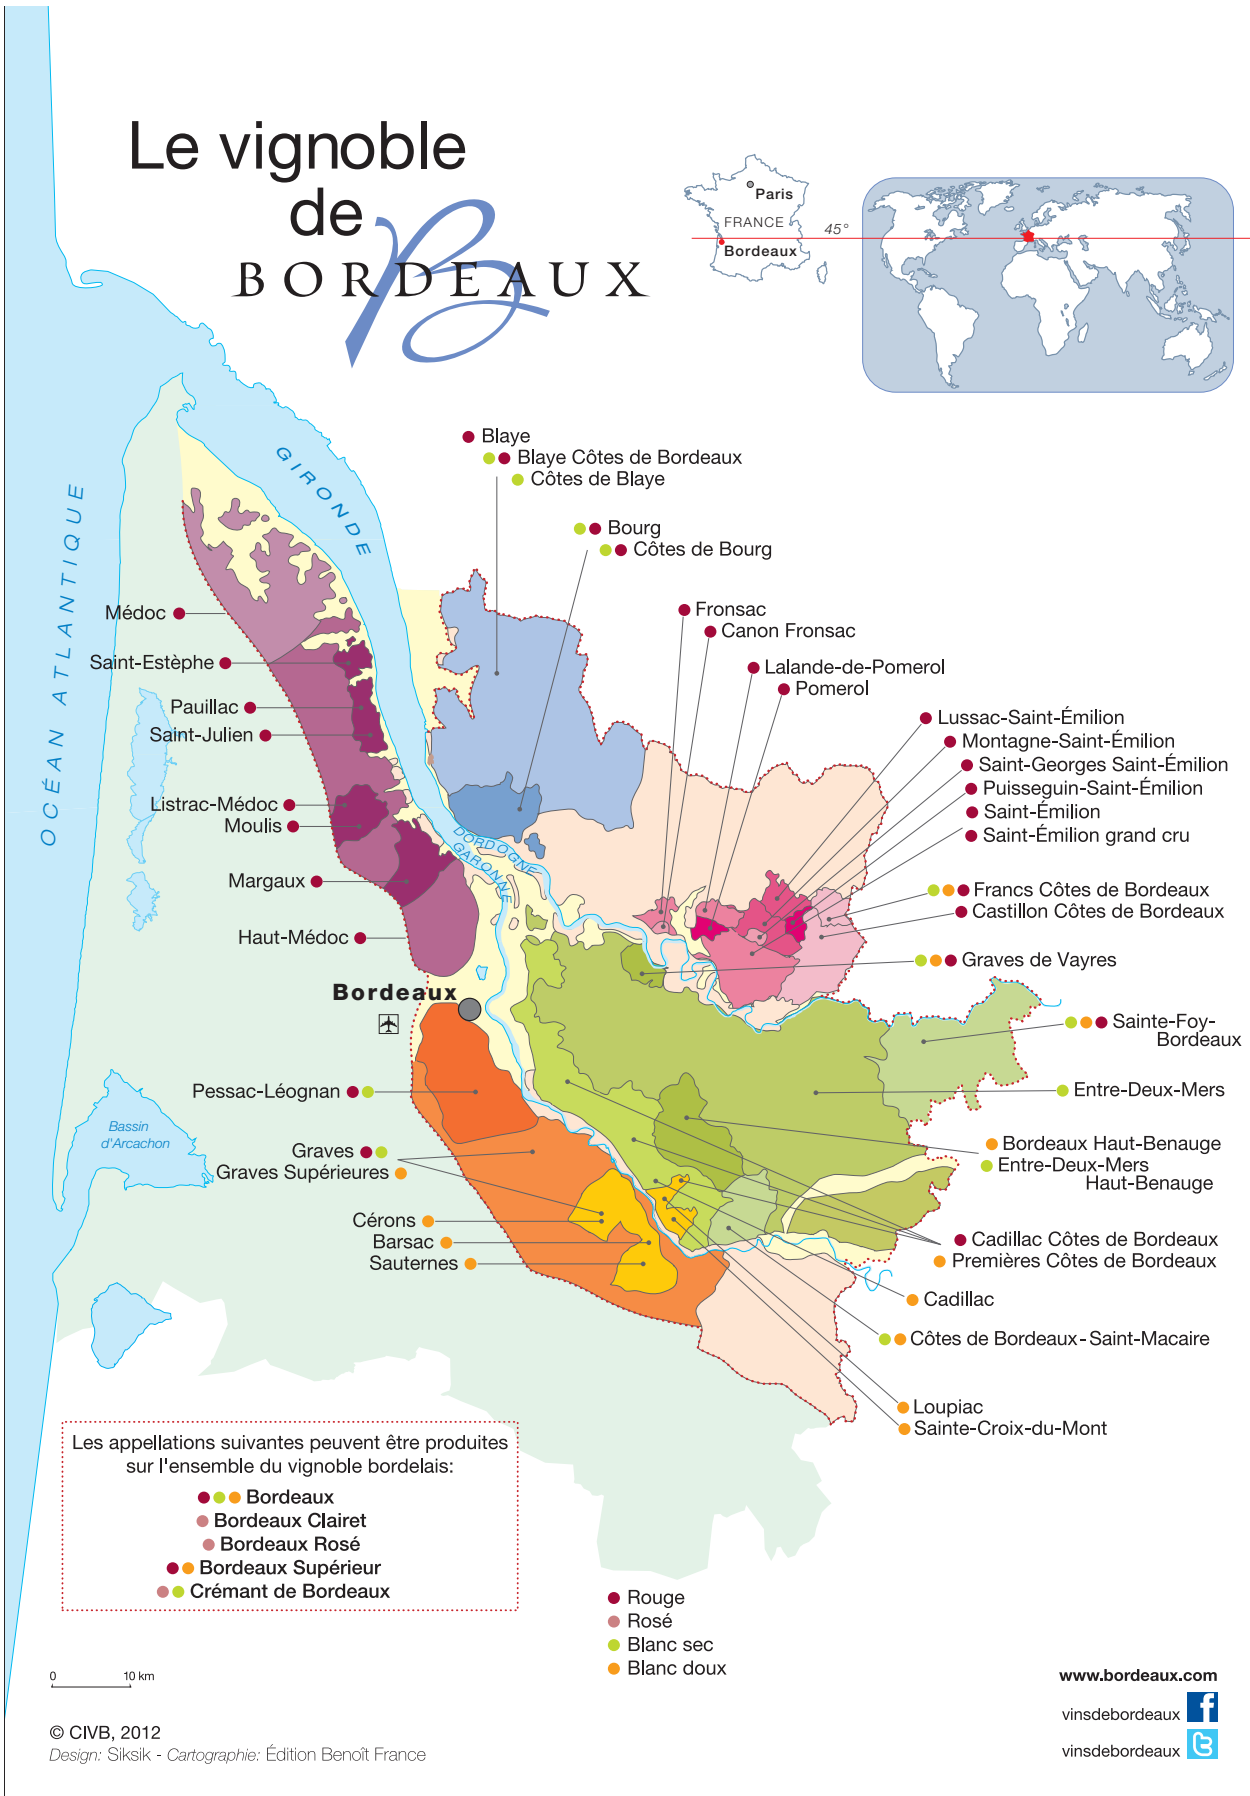 Le vignoble
de
BORDEAUX
B
Paris
FRANCE
45°
Bordeaux
OCÉAN ATLANTIQUE
GIRONDE
Blaye
Blaye Côtes de Bordeaux
Côtes de Blaye
Bourg
Côtes de Bourg
Fronsac
Canon Fronsac
Lalande-de-Pomerol
Pomerol
Lussac-Saint-Émilion
Montagne-Saint-Émilion
Saint-Georges Saint-Émilion
Puisseguin-Saint-Émilion
Saint-Émilion
Saint-Émilion grand cru
Francs Côtes de Bordeaux
Castillon Côtes de Bordeaux
Graves de Vayres
Sainte-Foy-
Bordeaux
Entre-Deux-Mers
Bordeaux Haut-Benauge
Entre-Deux-Mers
Haut-Benauge
Cadillac Côtes de Bordeaux
Premières Côtes de Bordeaux
Cadillac
Côtes de Bordeaux-Saint-Macaire
Loupiac
Sainte-Croix-du-Mont
Médoc
Saint-Estèphe
Pauillac
Saint-Julien
Listrac-Médoc
Moulis
Margaux
Haut-Médoc
DORDOGNE
GARONNE
Bordeaux
Pessac-Léognan
Graves
Graves Supérieures
Cérons
Barsac
Sauternes
Bassin
d'Arcachon
Les appellations suivantes peuvent être produites
sur l'ensemble du vignoble bordelais:
Bordeaux
Bordeaux Clairet
Bordeaux Rosé
Bordeaux Supérieur
Crémant de Bordeaux
Rouge
Rosé
Blanc sec
Blanc doux
0 10 km
© CIVB, 2012
Design: Siksik - Cartographie: Édition Benoît France
www.bordeaux.com
vinsdebordeaux f
vinsdebordeaux t